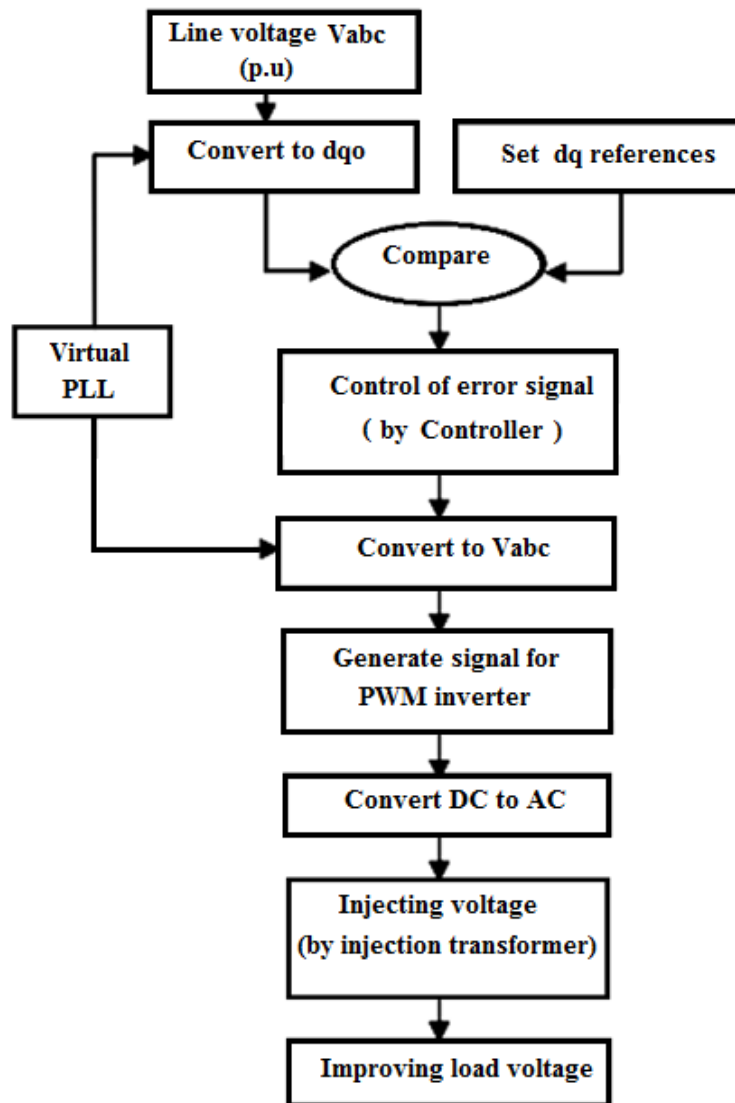 Line voltage Vabc
(p.u)
Convert to dqo
Set dq references
Compare
Virtual
PLL
Control of error signal
( by Controller )
Convert to Vabc
Generate signal for
PWM inverter
Convert DC to AC
Injecting voltage
(by injection transformer)
Improving load voltage